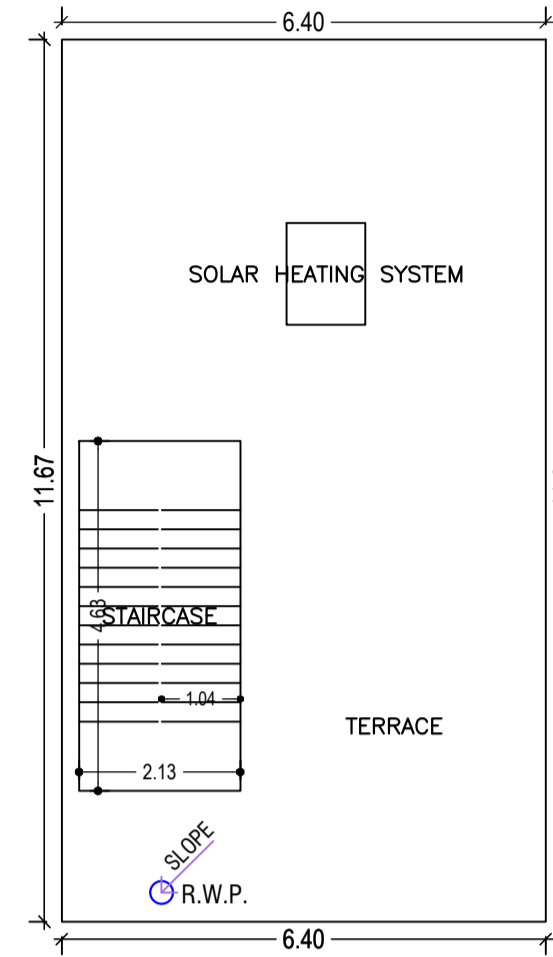 6.40
SOLAR HEATING SYSTEM
11.67
4.63
STAIRCASE
1.04
TERRACE
2.13
SLOPE
R.W.P.
6.40